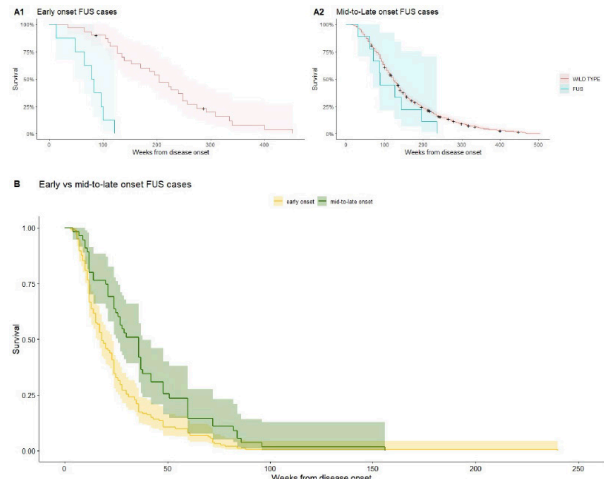 A1 Early onset FUS cases
A2 Mid-to-Late onset FUS cases
Survival
100%
75%
50%
25%
0%
0 100 200 300 400
Weeks from disease onset
Survival
100%
75%
50%
25%
0%
0 100 200 300 400 500
Weeks from disease onset
WILD TYPE
FUS
B Early vs mid-to-late onset FUS cases
early onset mid-to-late onset
Survival
1.00
0.75
0.50
0.25
0.00
0 50 100 150 200 250
Weeks from disease onset